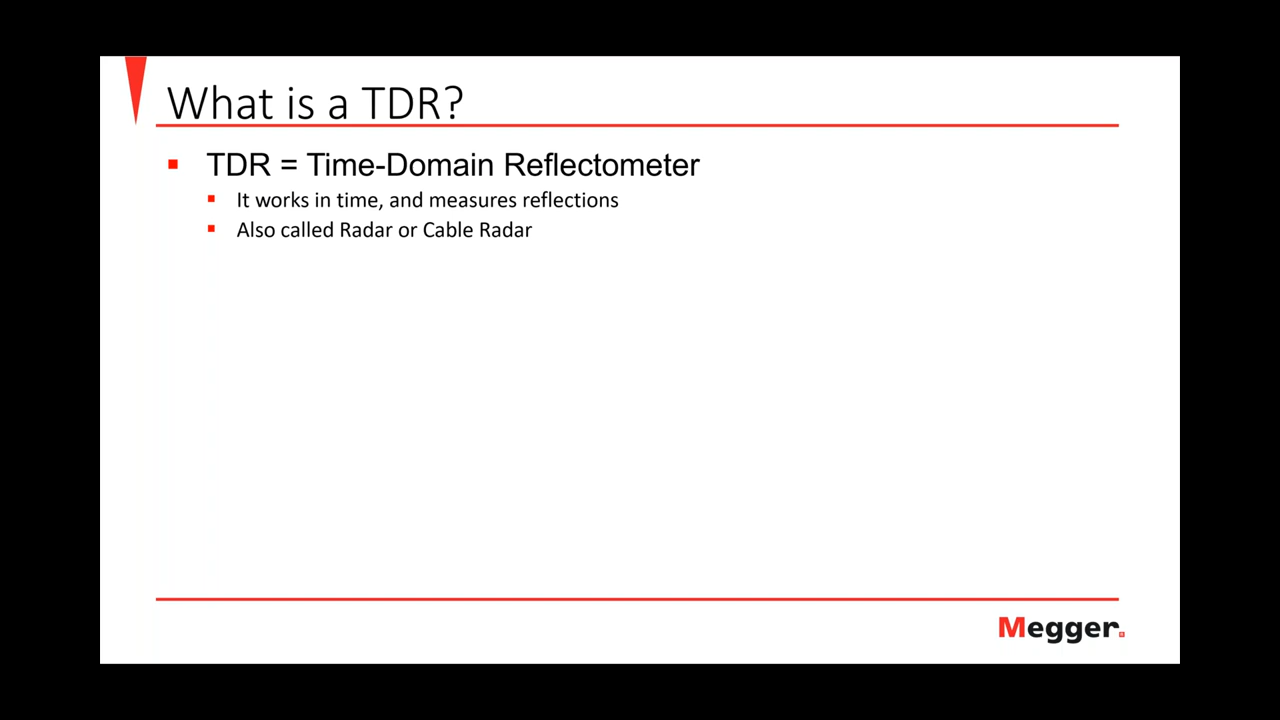 What is a TDR?
TDR = Time-Domain Reflectometer
It works in time, and measures reflections
Also called Radar or Cable Radar
Megger.